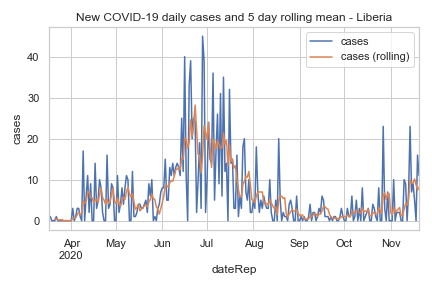 New COVID-19 daily cases and 5 day rolling mean - Liberia
cases
cases (rolling)
40
30
20
10
0
cases
Apr
2020
May
Jun
Jul
Aug
Sep
Oct
Nov
dateRep